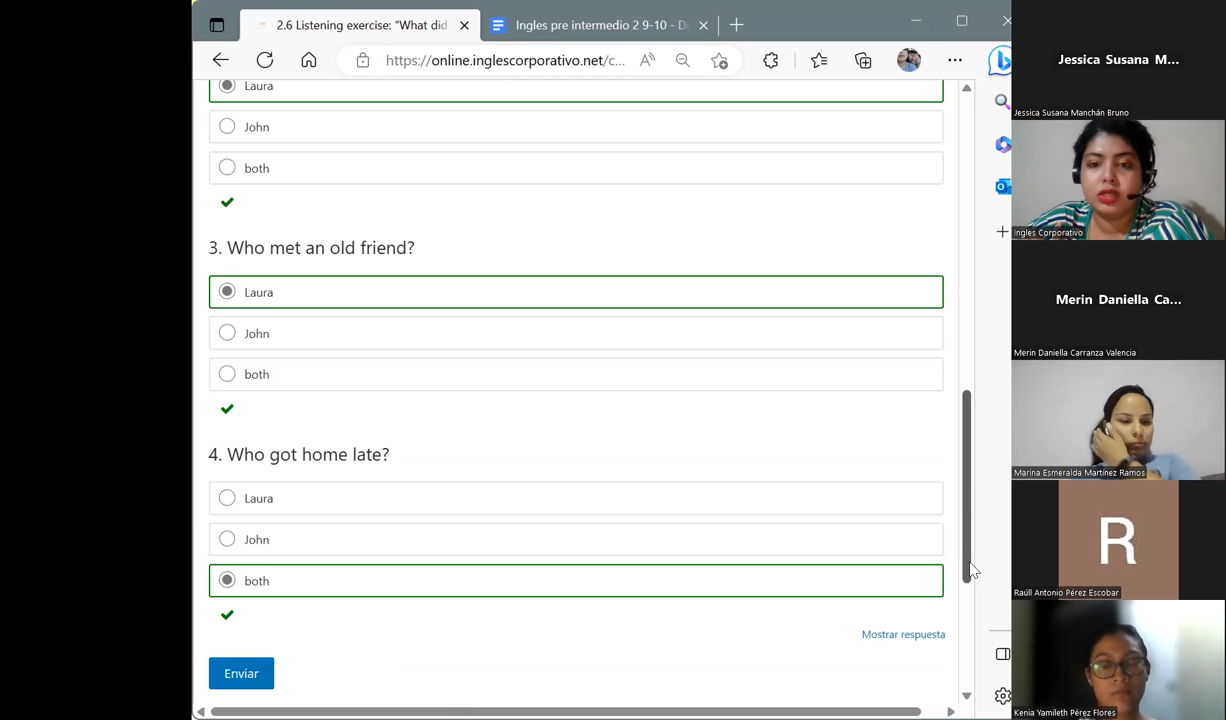 2.6 Listening exercise: "What did
Ingles pre intermedio 2 9-10 - D
https://online.inglescorporativo.net/c...
Laura
John
both
3. Who met an old friend?
Laura
John
both
4. Who got home late?
Laura
John
both
Mostrar respuesta
Enviar
Jessica Susana M...
Jessica Susana Manchán Bruno
Ingles Corporativo
Merin Daniella Ca...
Merin Daniella Carranza Valencia
Marina Esmeralda Martínez Ramos
R
Raúll Antonio Pérez Escobar
Kenia Yamileth Pérez Flores